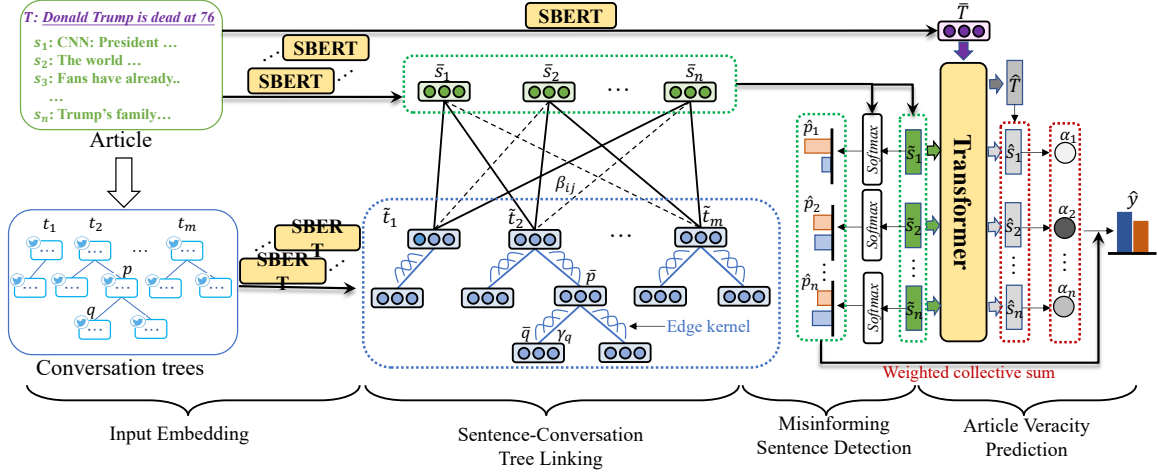 T: Donald Trump is dead at 76
s₁: CNN: President …
s₂: The world …
s₃: Fans have already..
…
sₙ: Trump's family…
Article
SBERT
SBERT
SBERT
t₁ t₂ … tₘ
p
q
Conversation trees
SBER
T
SBER
T
s̄₁ s̄₂ … s̄ₙ
βᵢⱼ
t̃₁ t̃₂ … t̃ₘ
p̄
q̄ γ_q
Edge kernel
T̄
T̂
Transformer
p̂₁ Softmax s̃₁ ŝ₁ α₁
p̂₂ Softmax s̃₂ ŝ₂ α₂
p̂ₙ Softmax s̃ₙ ŝₙ αₙ
ŷ
Weighted collective sum
Input Embedding
Sentence-Conversation
Tree Linking
Misinforming
Sentence Detection
Article Veracity
Prediction